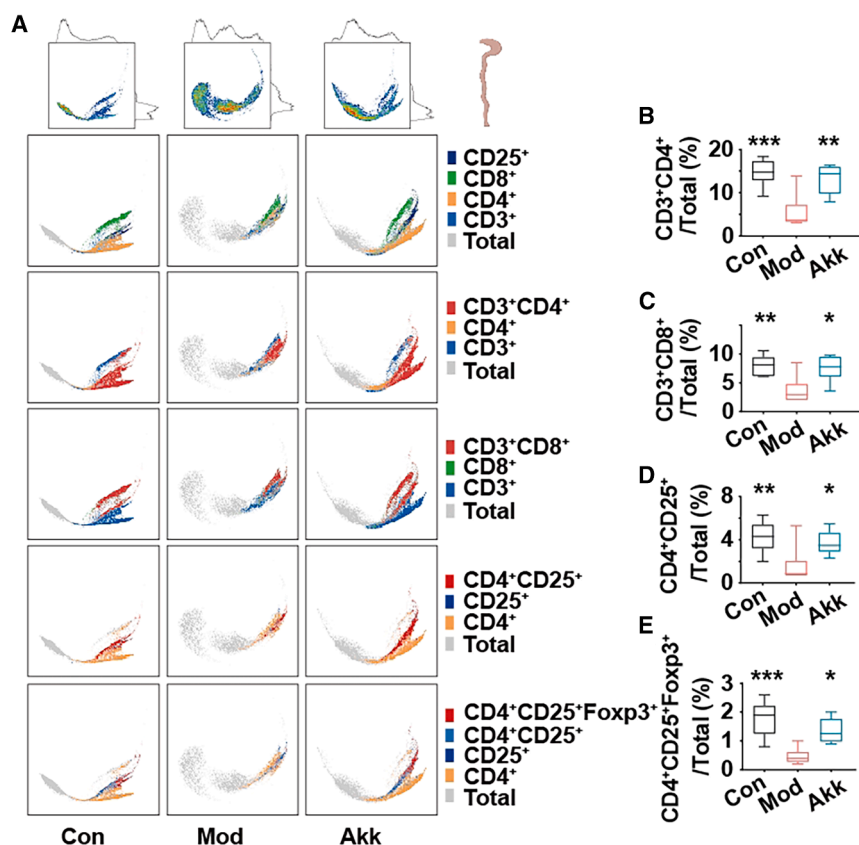 A
CD25⁺
CD8⁺
CD4⁺
CD3⁺
Total
CD3⁺CD4⁺
CD4⁺
CD3⁺
Total
CD3⁺CD8⁺
CD8⁺
CD3⁺
Total
CD4⁺CD25⁺
CD25⁺
CD4⁺
Total
CD4⁺CD25⁺Foxp3⁺
CD4⁺CD25⁺
CD25⁺
CD4⁺
Total
Con Mod Akk
B
CD3⁺CD4⁺
/Total (%)
20
10
0
*** **
Con Mod Akk
C
CD3⁺CD8⁺
/Total (%)
10
5
0
** *
Con Mod Akk
D
CD4⁺CD25⁺
/Total (%)
8
4
0
** *
Con Mod Akk
E
CD4⁺CD25⁺Foxp3⁺
/Total (%)
3
2
1
0
*** *
Con Mod Akk